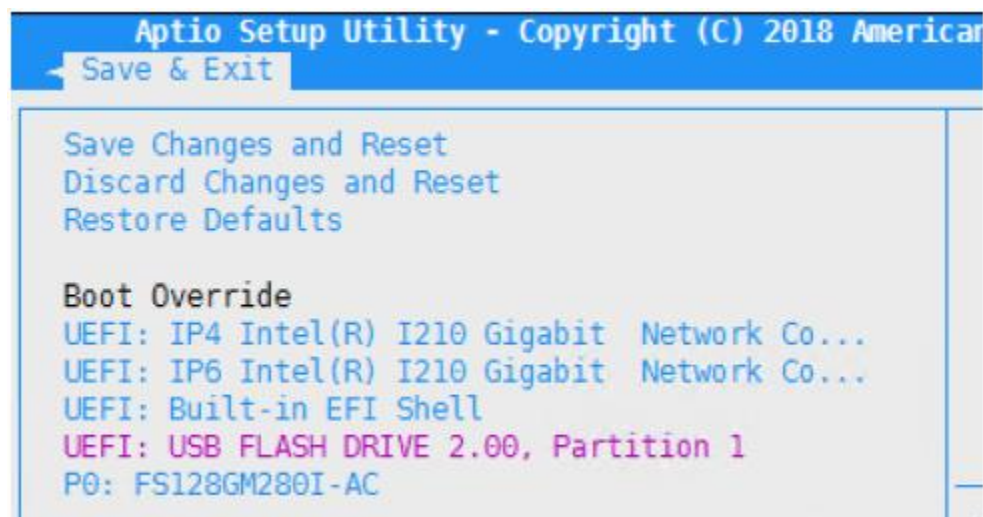 Aptio Setup Utility - Copyright (C) 2018 American
Save & Exit
Save Changes and Reset
Discard Changes and Reset
Restore Defaults
Boot Override
UEFI: IP4 Intel(R) I210 Gigabit  Network Co...
UEFI: IP6 Intel(R) I210 Gigabit  Network Co...
UEFI: Built-in EFI Shell
UEFI: USB FLASH DRIVE 2.00, Partition 1
P0: FS128GM280I-AC